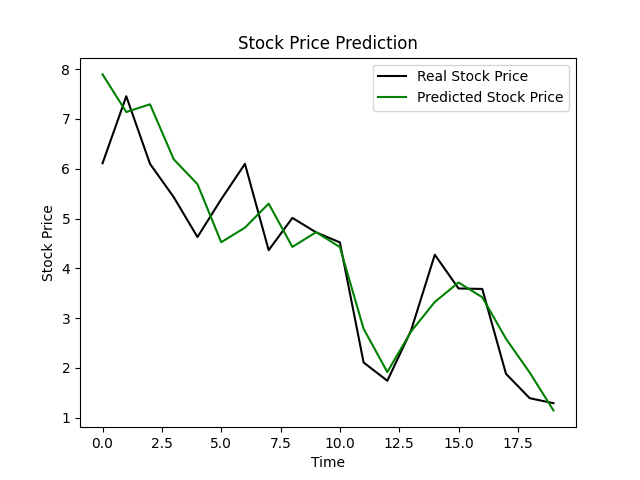 Stock Price Prediction
Real Stock Price
Predicted Stock Price
Stock Price
8
7
6
5
4
3
2
1
0.0 2.5 5.0 7.5 10.0 12.5 15.0 17.5
Time